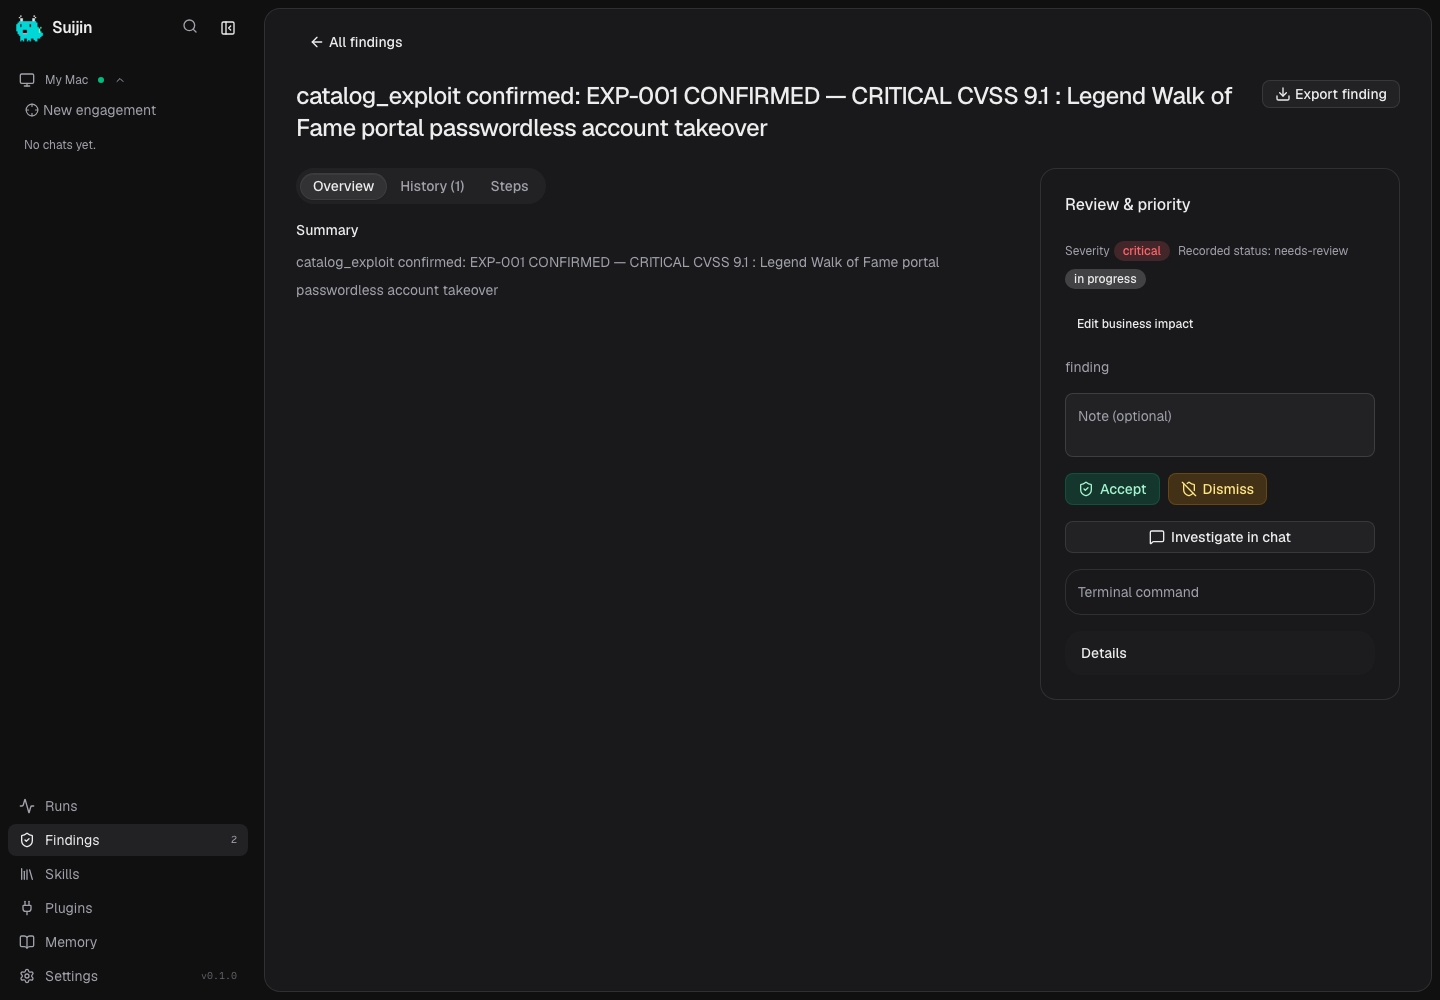 Suijin
My Mac
New engagement
No chats yet.
Runs
Findings 2
Skills
Plugins
Memory
Settings v0.1.0
All findings
catalog_exploit confirmed: EXP-001 CONFIRMED — CRITICAL CVSS 9.1 : Legend Walk of
Fame portal passwordless account takeover
Export finding
Overview History (1) Steps
Summary
catalog_exploit confirmed: EXP-001 CONFIRMED — CRITICAL CVSS 9.1 : Legend Walk of Fame portal
passwordless account takeover
Review & priority
Severity critical Recorded status: needs-review
in progress
Edit business impact
finding
Note (optional)
Accept Dismiss
Investigate in chat
Terminal command
Details